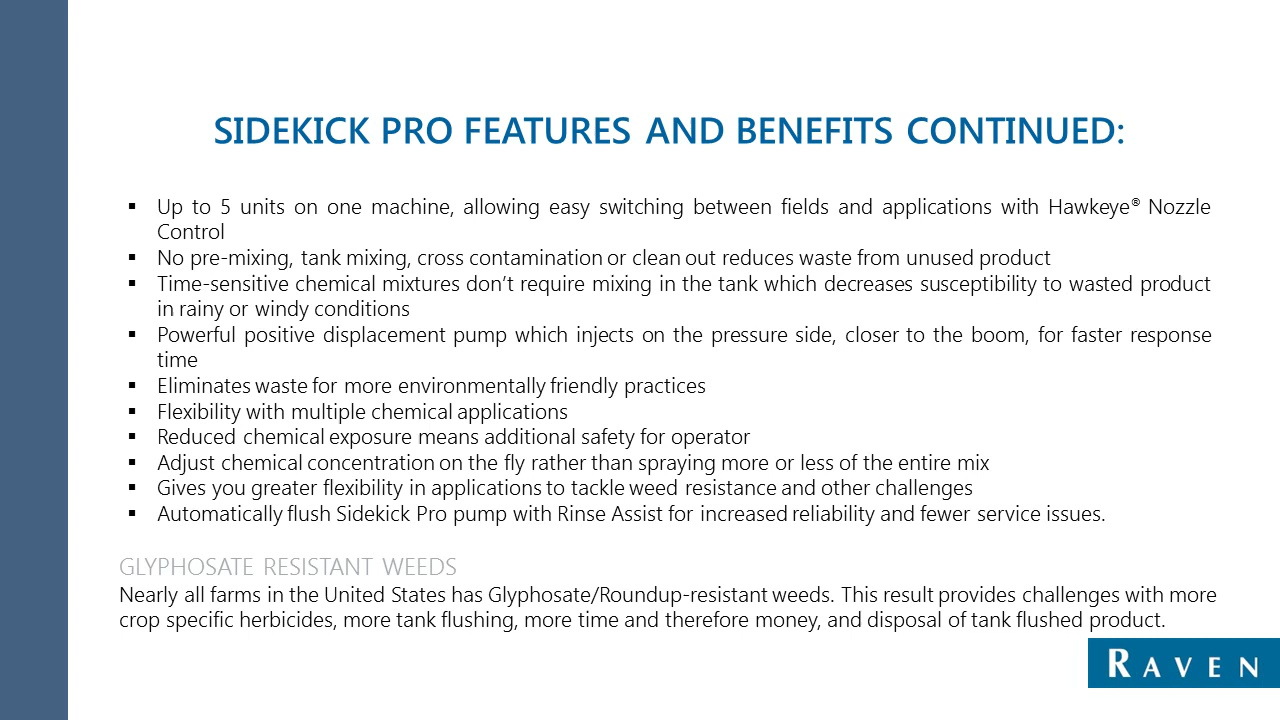 SIDEKICK PRO FEATURES AND BENEFITS CONTINUED:
▪ Up to 5 units on one machine, allowing easy switching between fields and applications with Hawkeye® Nozzle
Control
▪ No pre-mixing, tank mixing, cross contamination or clean out reduces waste from unused product
▪ Time-sensitive chemical mixtures don’t require mixing in the tank which decreases susceptibility to wasted product
in rainy or windy conditions
▪ Powerful positive displacement pump which injects on the pressure side, closer to the boom, for faster response
time
▪ Eliminates waste for more environmentally friendly practices
▪ Flexibility with multiple chemical applications
▪ Reduced chemical exposure means additional safety for operator
▪ Adjust chemical concentration on the fly rather than spraying more or less of the entire mix
▪ Gives you greater flexibility in applications to tackle weed resistance and other challenges
▪ Automatically flush Sidekick Pro pump with Rinse Assist for increased reliability and fewer service issues.
GLYPHOSATE RESISTANT WEEDS
Nearly all farms in the United States has Glyphosate/Roundup-resistant weeds. This result provides challenges with more
crop specific herbicides, more tank flushing, more time and therefore money, and disposal of tank flushed product.
RAVEN